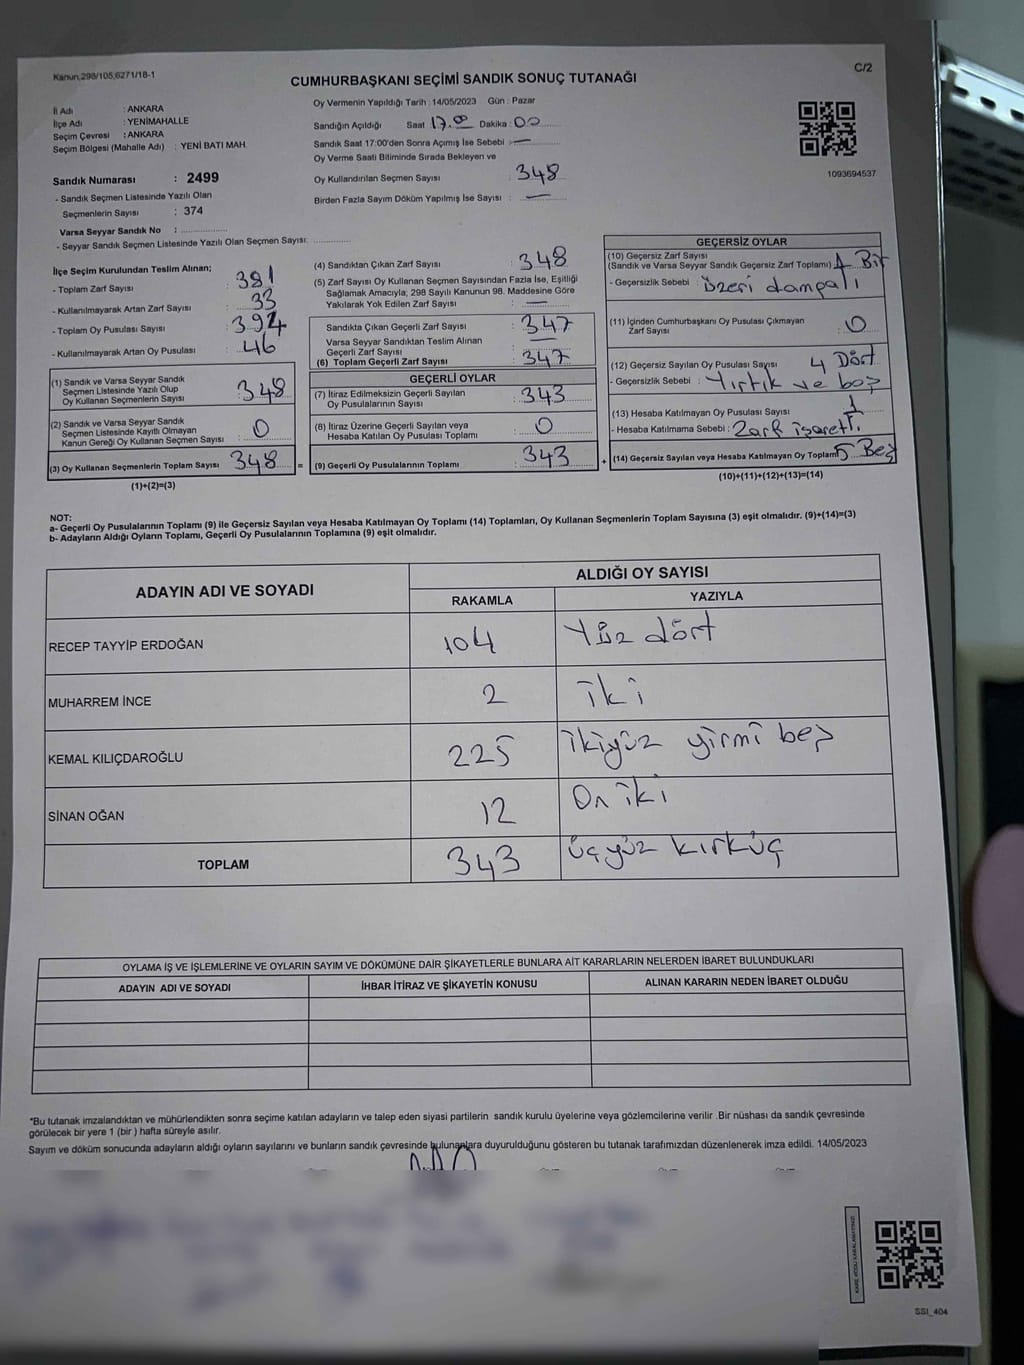 Kanun,298/105,6271/18-1
C/2
CUMHURBAŞKANI SEÇİMİ SANDIK SONUÇ TUTANAĞI
İl Adı : ANKARA
İlçe Adı : YENİMAHALLE
Seçim Çevresi : ANKARA
Seçim Bölgesi (Mahalle Adı) : YENİ BATI MAH.
Sandık Numarası : 2499
- Sandık Seçmen Listesinde Yazılı Olan
Seçmenlerin Sayısı : 374
Varsa Seyyar Sandık No :
- Seyyar Sandık Seçmen Listesinde Yazılı Olan Seçmen Sayısı:
Oy Vermenin Yapıldığı Tarih : 14/05/2023 Gün : Pazar
Sandığın Açıldığı Saat 17.00 Dakika : 00
Sandık Saat 17:00'den Sonra Açımış İse Sebebi : —
Oy Verme Saati Bitiminde Sırada Bekleyen ve
Oy Kullandırılan Seçmen Sayısı : 348
Birden Fazla Sayım Döküm Yapılmış İse Sayısı : —
1093694537
İlçe Seçim Kurulundan Teslim Alınan;
- Toplam Zarf Sayısı : 381
- Kullanılmayarak Artan Zarf Sayısı : 33
- Toplam Oy Pusulası Sayısı : 394
- Kullanılmayarak Artan Oy Pusulası : 46
(1) Sandık ve Varsa Seyyar Sandık
Seçmen Listesinde Yazılı Olup
Oy Kullanan Seçmenlerin Sayısı : 348
(2) Sandık ve Varsa Seyyar Sandık
Seçmen Listesinde Kayıtlı Olmayan
Kanun Gereği Oy Kullanan Seçmen Sayısı : 0
(3) Oy Kullanan Seçmenlerin Toplam Sayısı 348
(1)+(2)=(3)
(4) Sandıktan Çıkan Zarf Sayısı : 348
(5) Zarf Sayısı Oy Kullanan Seçmen Sayısından Fazla İse, Eşitliği
Sağlamak Amacıyla, 298 Sayılı Kanunun 98. Maddesine Göre
Yakılarak Yok Edilen Zarf Sayısı : —
Sandıkta Çıkan Geçerli Zarf Sayısı : 347
Varsa Seyyar Sandıktan Teslim Alınan
Geçerli Zarf Sayısı : —
(6) Toplam Geçerli Zarf Sayısı : 347
GEÇERLİ OYLAR
(7) İtiraz Edilmeksizin Geçerli Sayılan
Oy Pusulalarının Sayısı : 343
(8) İtiraz Üzerine Geçerli Sayılan veya
Hesaba Katılan Oy Pusulası Toplamı : 0
= (9) Geçerli Oy Pusulalarının Toplamı : 343
GEÇERSİZ OYLAR
(10) Geçersiz Zarf Sayısı
(Sandık ve Varsa Seyyar Sandık Geçersiz Zarf Toplamı) 1 Bir
- Geçersizlik Sebebi : üzeri damgalı
(11) İçinden Cumhurbaşkanı Oy Pusulası Çıkmayan
Zarf Sayısı : 0
(12) Geçersiz Sayılan Oy Pusulası Sayısı 4 Dört
- Geçersizlik Sebebi : Yırtık ve boş
(13) Hesaba Katılmayan Oy Pusulası Sayısı 1
- Hesaba Katılmama Sebebi : Zarf işaretli
+ (14) Geçersiz Sayılan veya Hesaba Katılmayan Oy Toplamı 5 Beş
(10)+(11)+(12)+(13)=(14)
NOT:
a- Geçerli Oy Pusulalarının Toplamı (9) ile Geçersiz Sayılan veya Hesaba Katılmayan Oy Toplamı (14) Toplamları, Oy Kullanan Seçmenlerin Toplam Sayısına (3) eşit olmalıdır. (9)+(14)=(3)
b- Adayların Aldığı Oyların Toplamı, Geçerli Oy Pusulalarının Toplamına (9) eşit olmalıdır.
ADAYIN ADI VE SOYADI
ALDIĞI OY SAYISI
RAKAMLA YAZIYLA
RECEP TAYYİP ERDOĞAN 104 Yüz dört
MUHARREM İNCE 2 iki
KEMAL KILIÇDAROĞLU 225 ikiyüz yirmi beş
SİNAN OĞAN 12 On iki
TOPLAM 343 üçyüz kırküç
OYLAMA İŞ VE İŞLEMLERİNE VE OYLARIN SAYIM VE DÖKÜMÜNE DAİR ŞİKAYETLERLE BUNLARA AİT KARARLARIN NELERDEN İBARET BULUNDUKLARI
ADAYIN ADI VE SOYADI İHBAR İTİRAZ VE ŞİKAYETİN KONUSU ALINAN KARARIN NEDEN İBARET OLDUĞU
*Bu tutanak imzalandıktan ve mühürlendikten sonra seçime katılan adayların ve talep eden siyasi partilerin sandık kurulu üyelerine veya gözlemcilerine verilir .Bir nüshası da sandık çevresinde
görülecek bir yere 1 (bir ) hafta süreyle asılır.
Sayım ve döküm sonucunda adayların aldığı oyların sayılarını ve bunların sandık çevresinde bulunanlara duyurulduğunu gösteren bu tutanak tarafımızdan düzenlenerek imza edildi. 14/05/2023
SSI_404